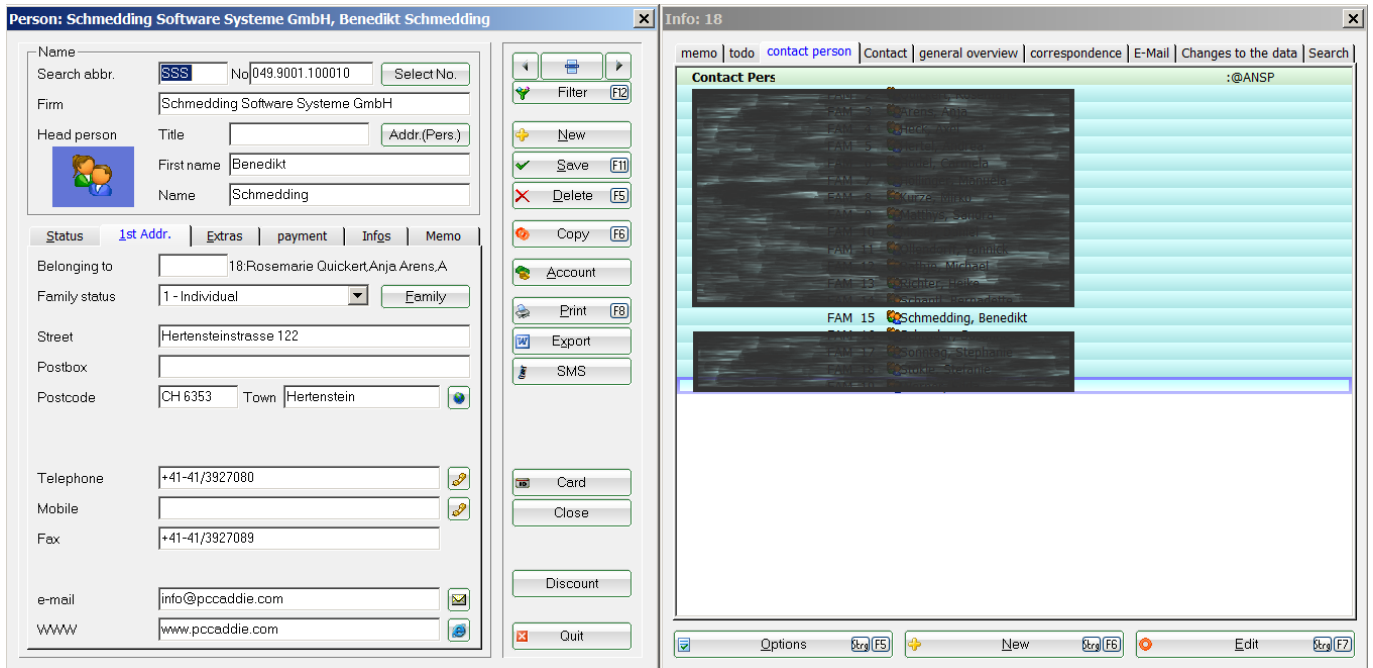 Person: Schmedding Software Systeme GmbH, Benedikt Schmedding
Name
Search abbr. SSS No 049.9001.100010 Select No.
Firm Schmedding Software Systeme GmbH
Head person Title Addr.(Pers.)
First name Benedikt
Name Schmedding
Status 1st Addr. Extras payment Infos Memo
Belonging to 18:Rosemarie Quickert,Anja Arens,A
Family status 1 - Individual Family
Street Hertensteinstrasse 122
Postbox
Postcode CH 6353 Town Hertenstein
Telephone +41-41/3927080
Mobile
Fax +41-41/3927089
e-mail info@pccaddie.com
WWW www.pccaddie.com
Filter F12
New
Save F11
Delete F5
Copy F6
Account
Print F8
Export
SMS
Card
Close
Discount
Quit
Info: 18
memo todo contact person Contact general overview correspondence E-Mail Changes to the data Search
Contact Pers :@ANSP
FAM 15 Schmedding, Benedikt
Options Strg F5 New Strg F6 Edit Strg F7